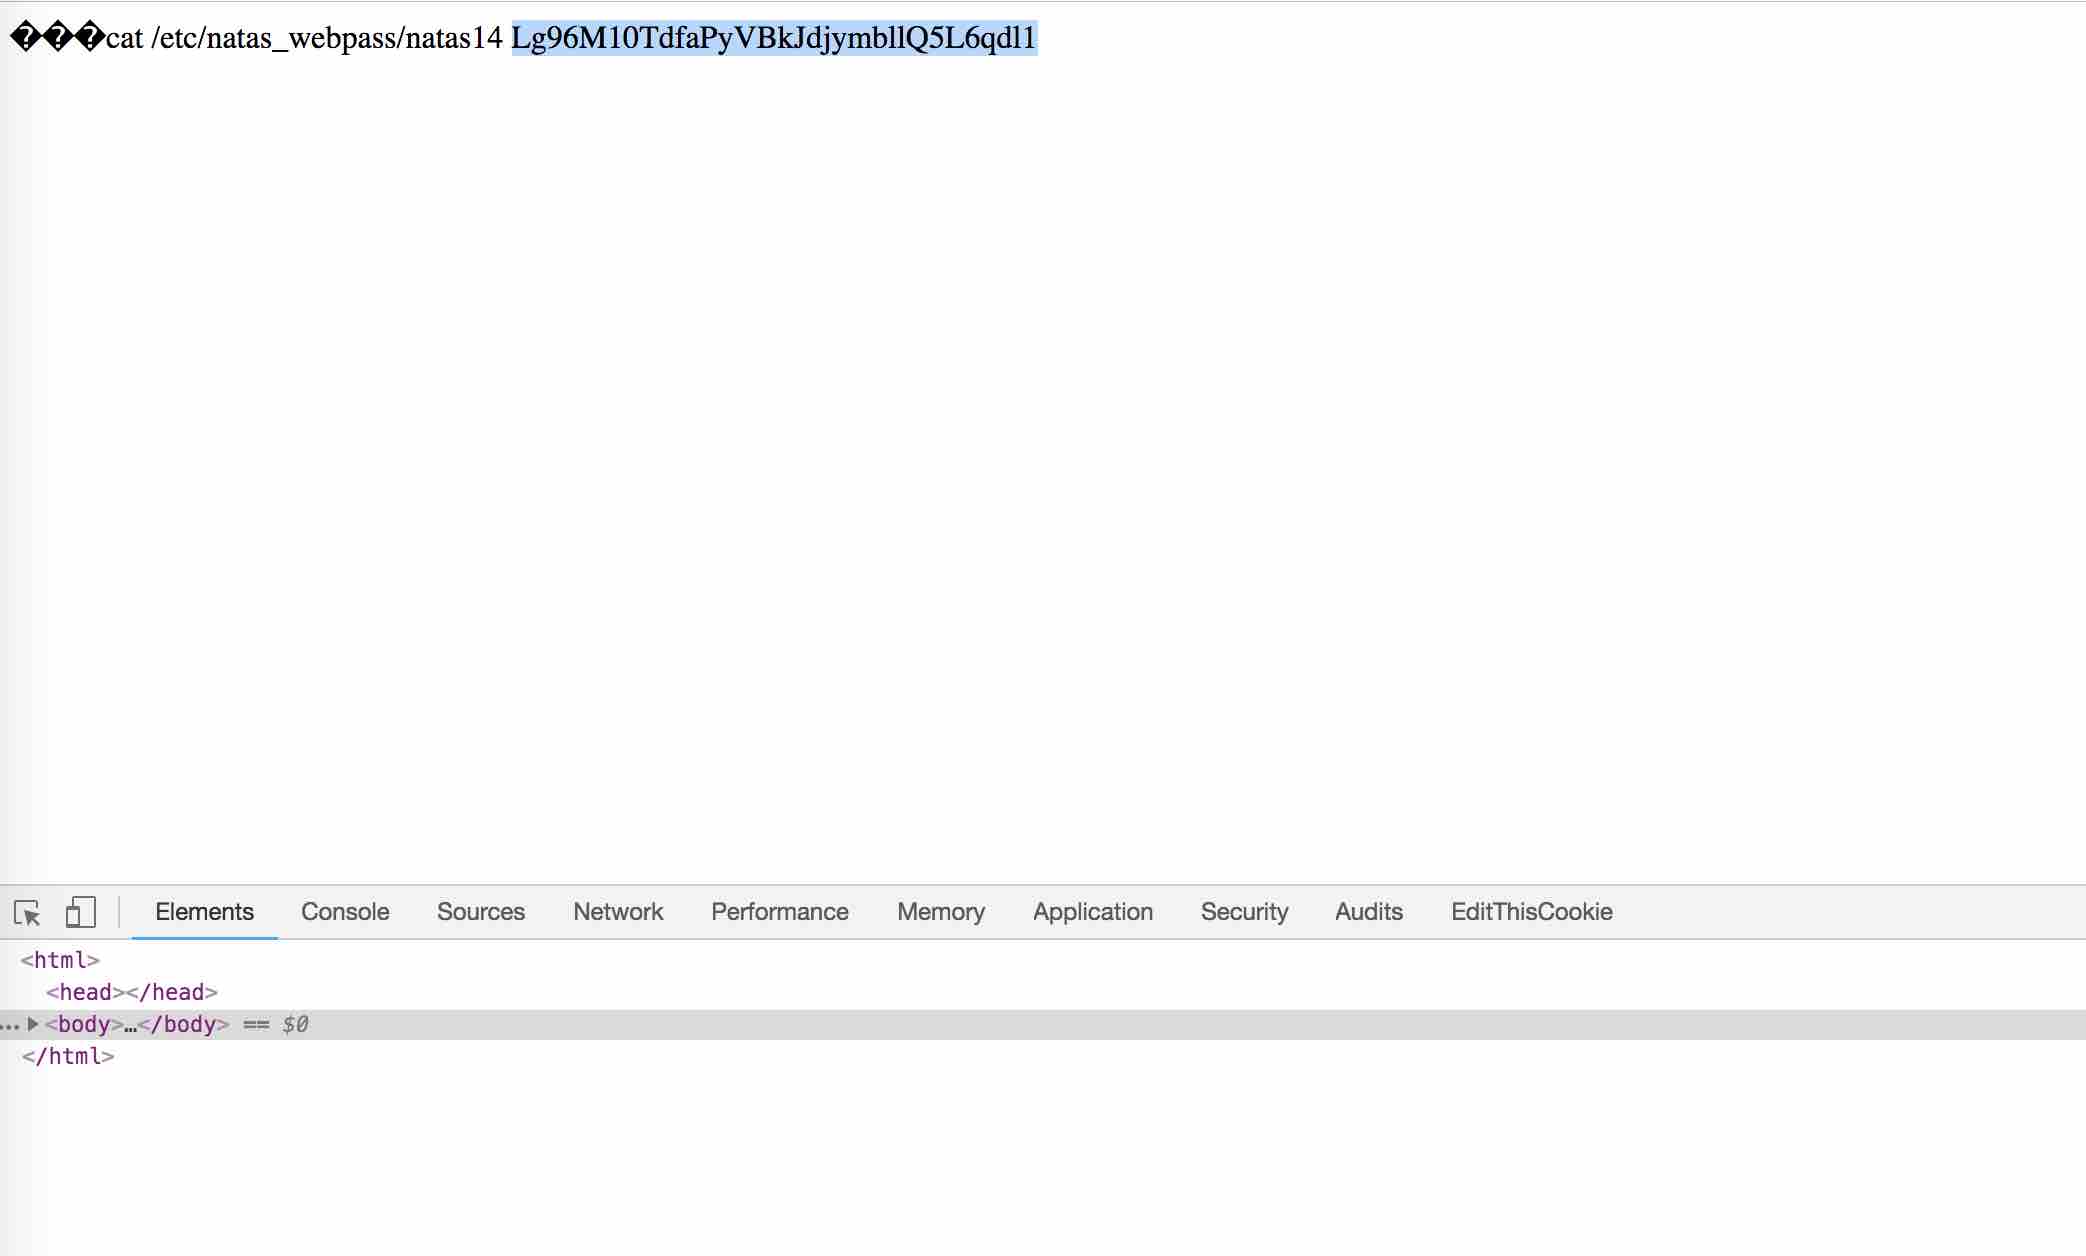 ���cat /etc/natas_webpass/natas14 Lg96M10TdfaPyVBkJdjymbllQ5L6qdl1
Elements Console Sources Network Performance Memory Application Security Audits EditThisCookie
<html>
<head></head>
… ▶ <body>…</body> == $0
</html>